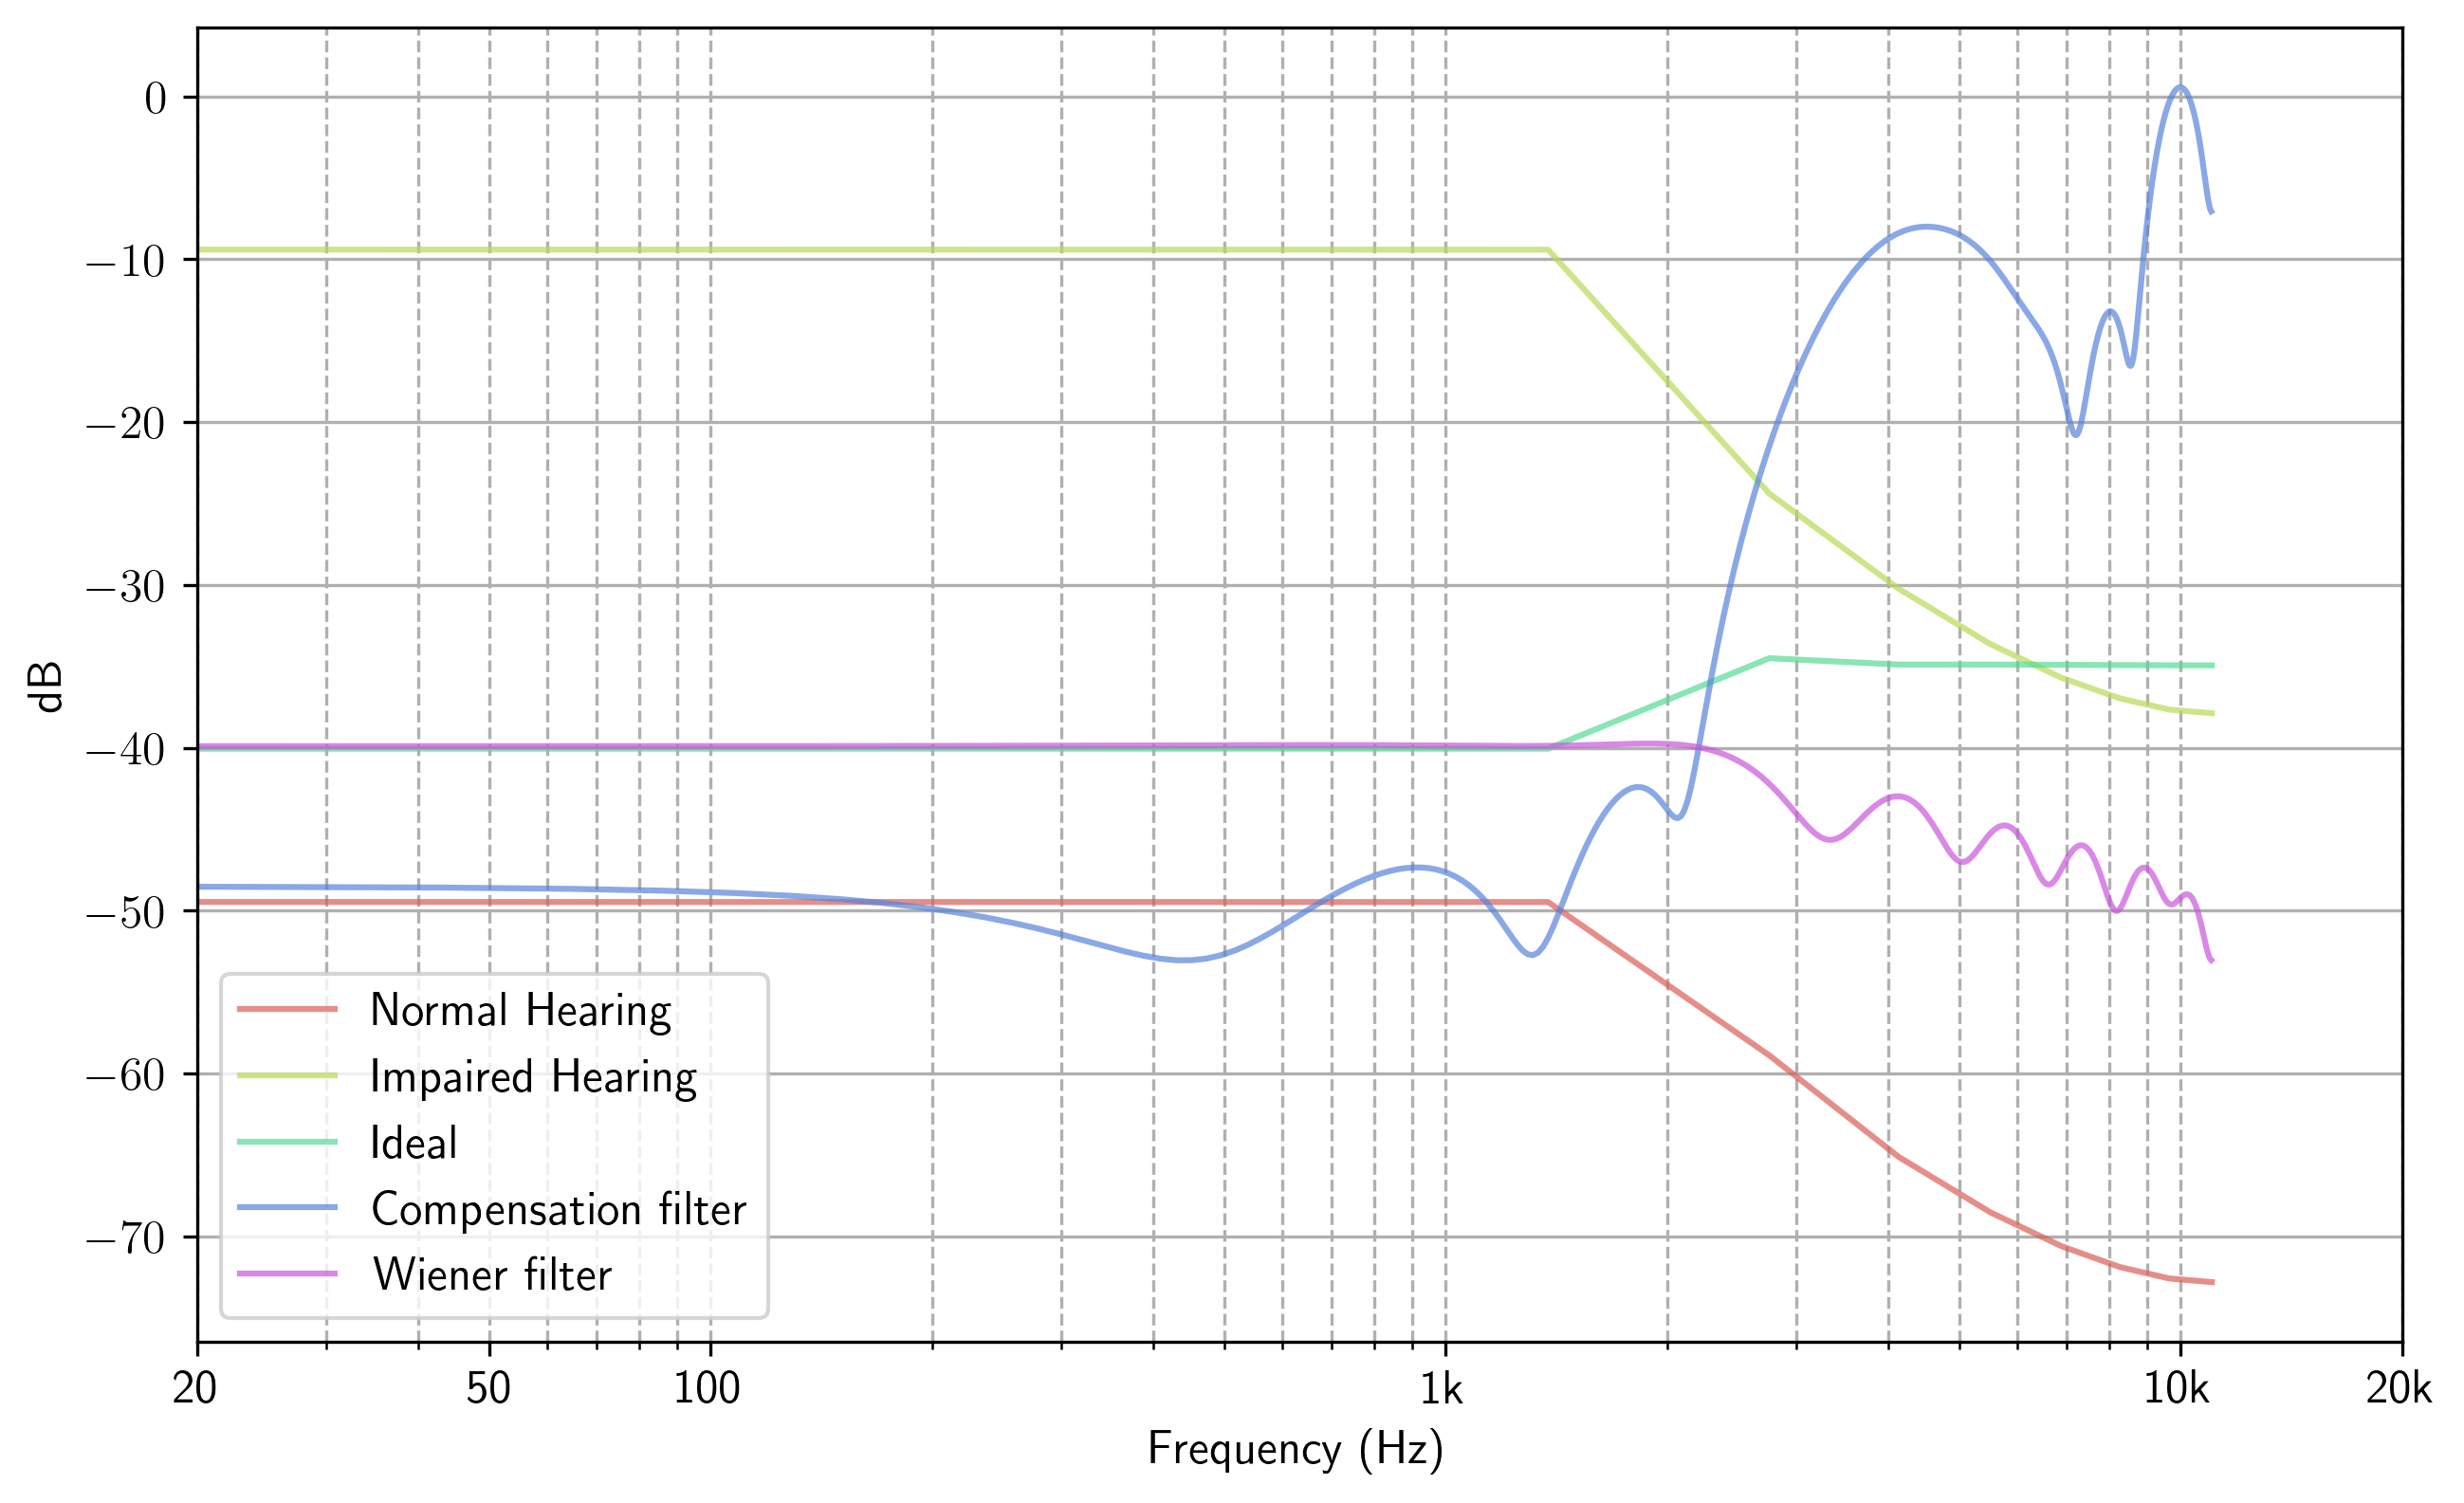 0
−10
−20
−30
−40
−50
−60
−70
dB
Normal Hearing
Impaired Hearing
Ideal
Compensation filter
Wiener filter
20 50 100 1k 10k 20k
Frequency (Hz)